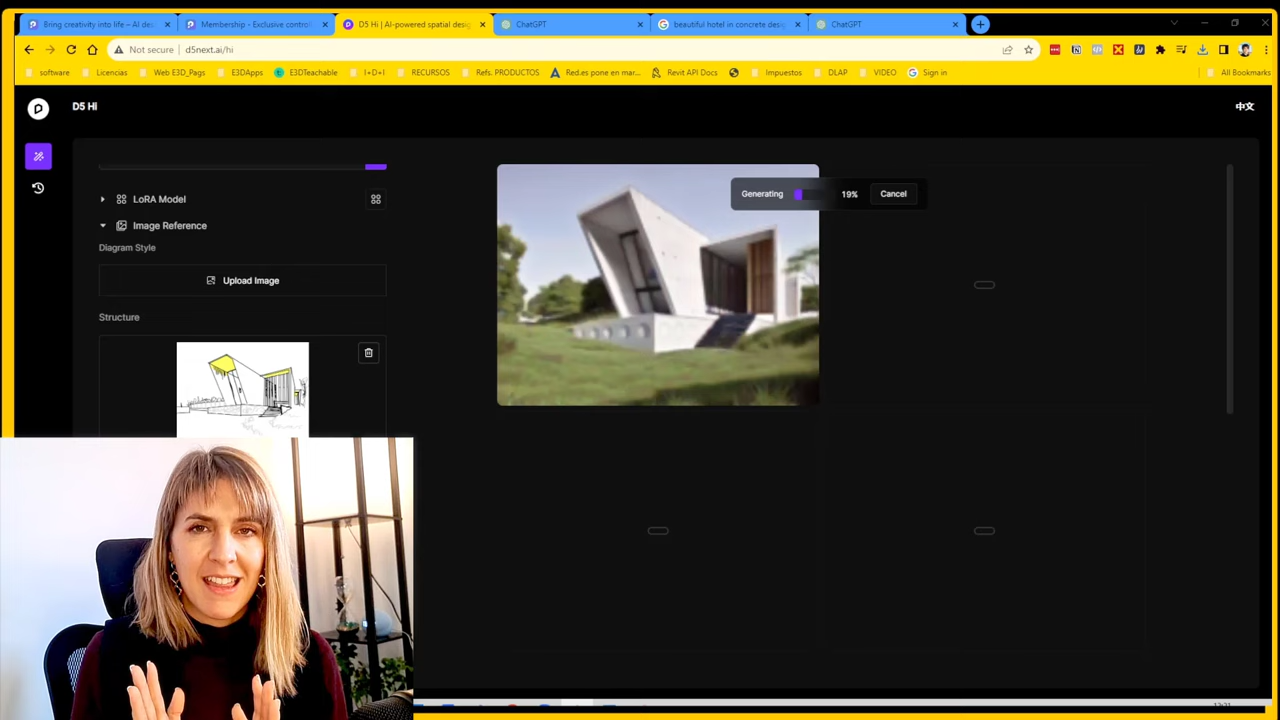 Bring creativity into life – AI des
Membership - Exclusive control
D5 Hi | AI-powered spatial desig
ChatGPT
beautiful hotel in concrete desig
ChatGPT
Not secure
d5next.ai/hi
software
Licencias
Web E3D_Pags
E3DApps
E3DTeachable
I+D+I
RECURSOS
Refs. PRODUCTOS
Red.es pone en mar...
Revit API Docs
Impuestos
DLAP
VIDEO
Sign in
All Bookmarks
D5 Hi
中文
LoRA Model
Image Reference
Diagram Style
Upload Image
Structure
Generating
19%
Cancel